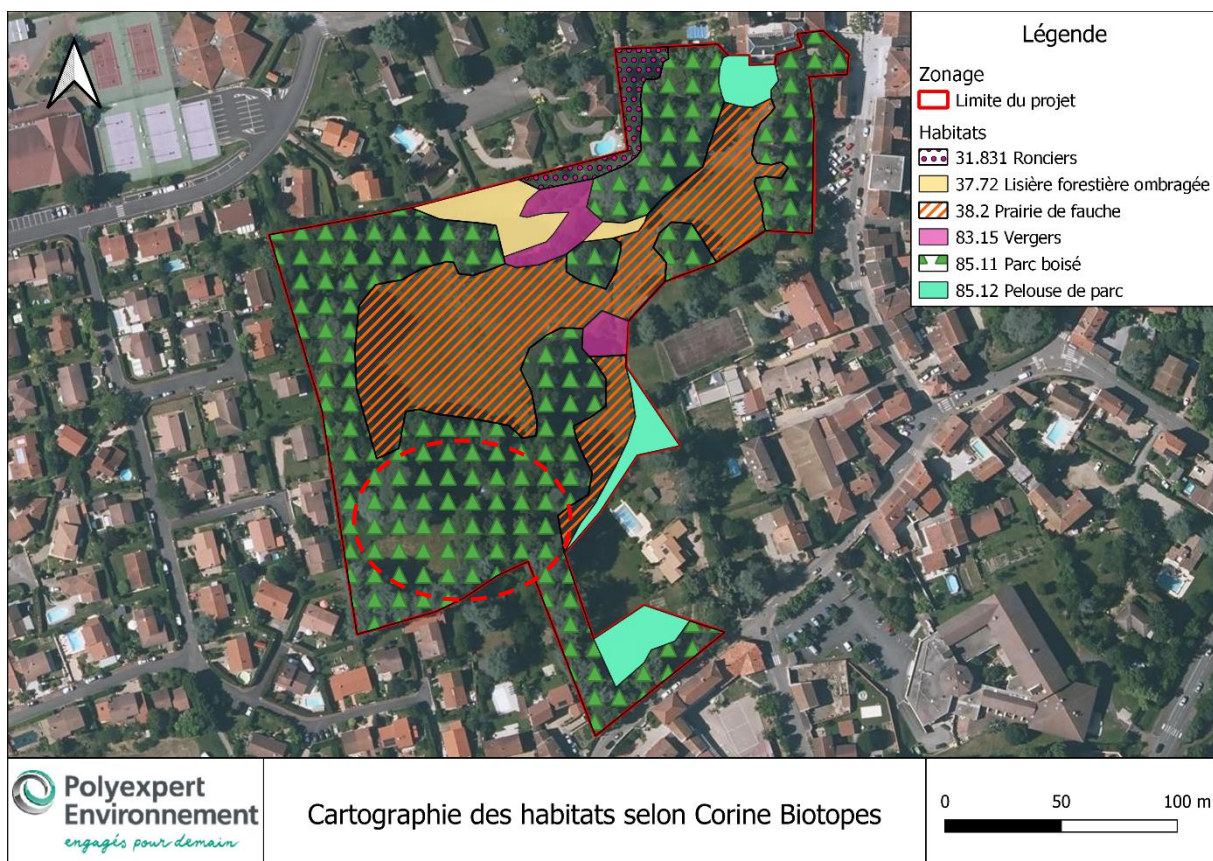 Légende
Zonage
Limite du projet
Habitats
31.831 Ronciers
37.72 Lisière forestière ombragée
38.2 Prairie de fauche
83.15 Vergers
85.11 Parc boisé
85.12 Pelouse de parc
Polyexpert
Environnement
engagés pour demain
Cartographie des habitats selon Corine Biotopes
0 50 100 m